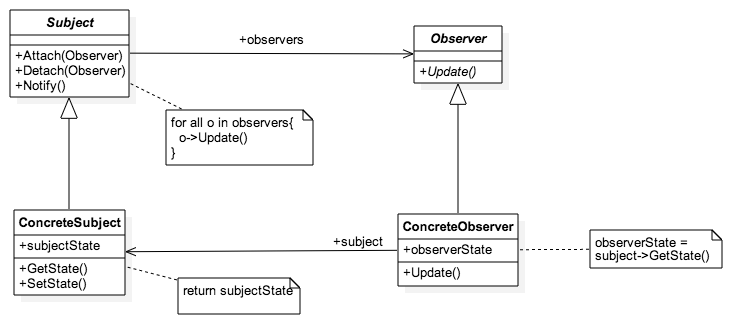 Subject
+Attach(Observer)
+Detach(Observer)
+Notify()
+observers
Observer
+Update()
for all o in observers{
o->Update()
}
ConcreteSubject
+subjectState
+GetState()
+SetState()
+subject
ConcreteObserver
+observerState
+Update()
observerState =
subject->GetState()
return subjectState